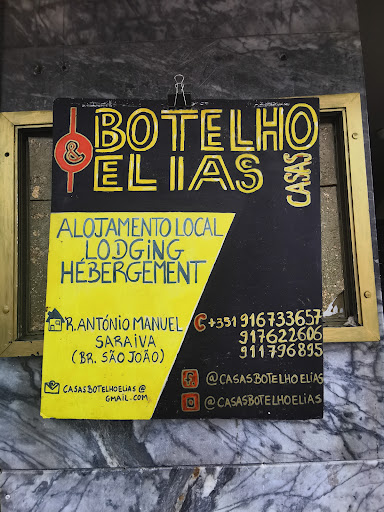 BOTELHO
& ELIAS
CASAS
ALOJAMENTO LOCAL
LODGING
HÉBERGEMENT
R. ANTÓNIO MANUEL
SARAIVA
(BR. SÃO JOÃO)
CASASBOTELHOELIAS@
GMAIL.COM
+351 916733657
917622606
911796895
@CASASBOTELHOELIAS
@CASASBOTELHOELIAS